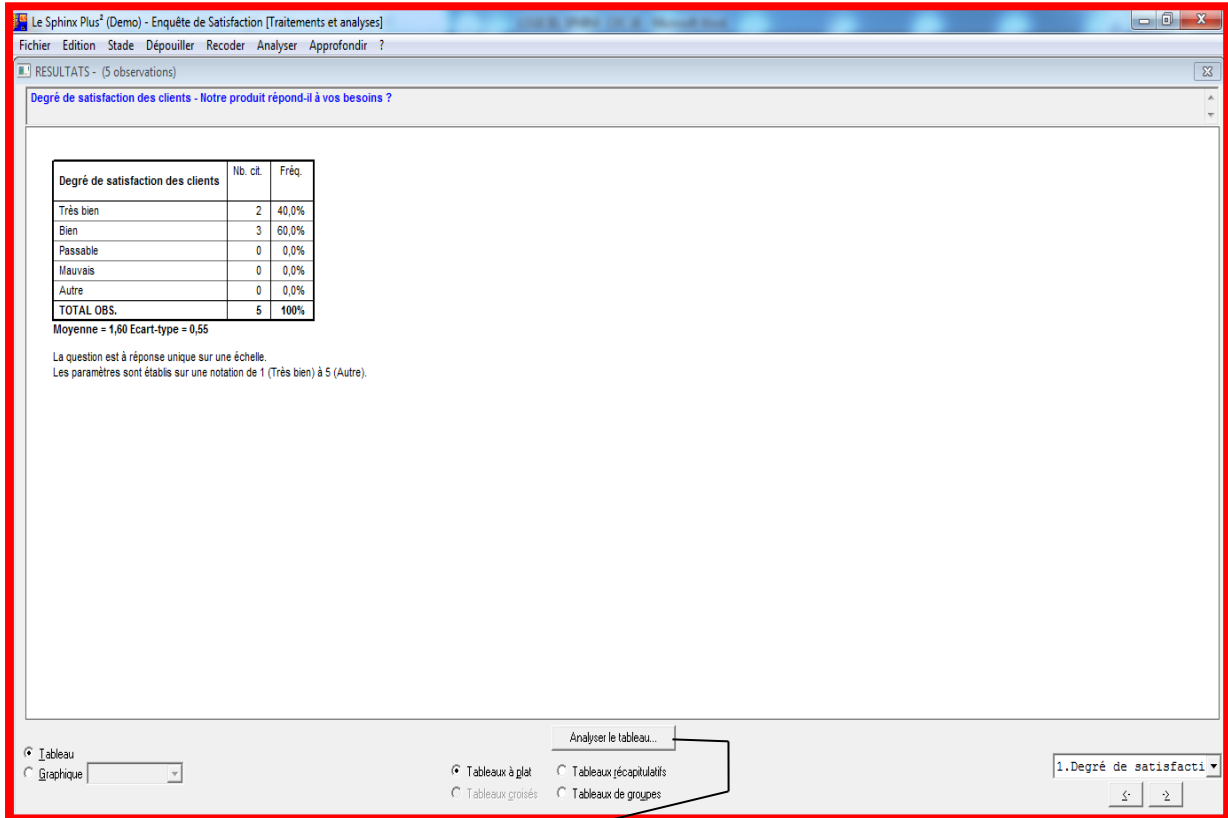 Le Sphinx Plus² (Demo) - Enquête de Satisfaction [Traitements et analyses]
Fichier Edition Stade Dépouiller Recoder Analyser Approfondir ?
RESULTATS - (5 observations)
Degré de satisfaction des clients - Notre produit répond-il à vos besoins ?
Degré de satisfaction des clients Nb. cit. Fréq.
Très bien 2 40,0%
Bien 3 60,0%
Passable 0 0,0%
Mauvais 0 0,0%
Autre 0 0,0%
TOTAL OBS. 5 100%
Moyenne = 1,60 Ecart-type = 0,55
La question est à réponse unique sur une échelle.
Les paramètres sont établis sur une notation de 1 (Très bien) à 5 (Autre).
Analyser le tableau...
Tableau
Graphique
Tableaux à plat Tableaux récapitulatifs
Tableaux croisés Tableaux de groupes
1.Degré de satisfacti